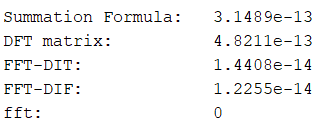 Summation Formula: 3.1489e-13
DFT matrix: 4.8211e-13
FFT-DIT: 1.4408e-14
FFT-DIF: 1.2255e-14
fft: 0